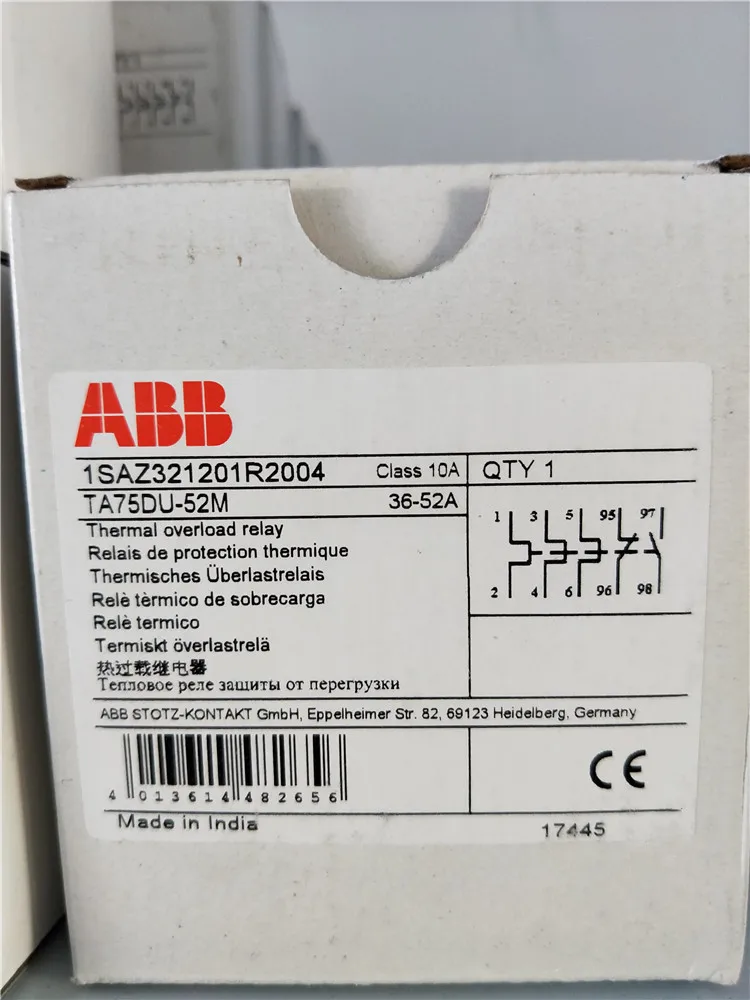 ABB
1SAZ321201R2004 Class 10A QTY 1
TA75DU-52M 36-52A
Thermal overload relay
Relais de protection thermique
Thermisches Überlastrelais
Relè tèrmico de sobrecarga
Relè termico
Termiskt överlastrelä
热过载继电器
Тепловое реле защиты от перегрузки
1 3 5 95 97
2 4 6 96 98
ABB STOTZ-KONTAKT GmbH, Eppelheimer Str. 82, 69123 Heidelberg, Germany
4 013614 482656
CE
Made in India 17445